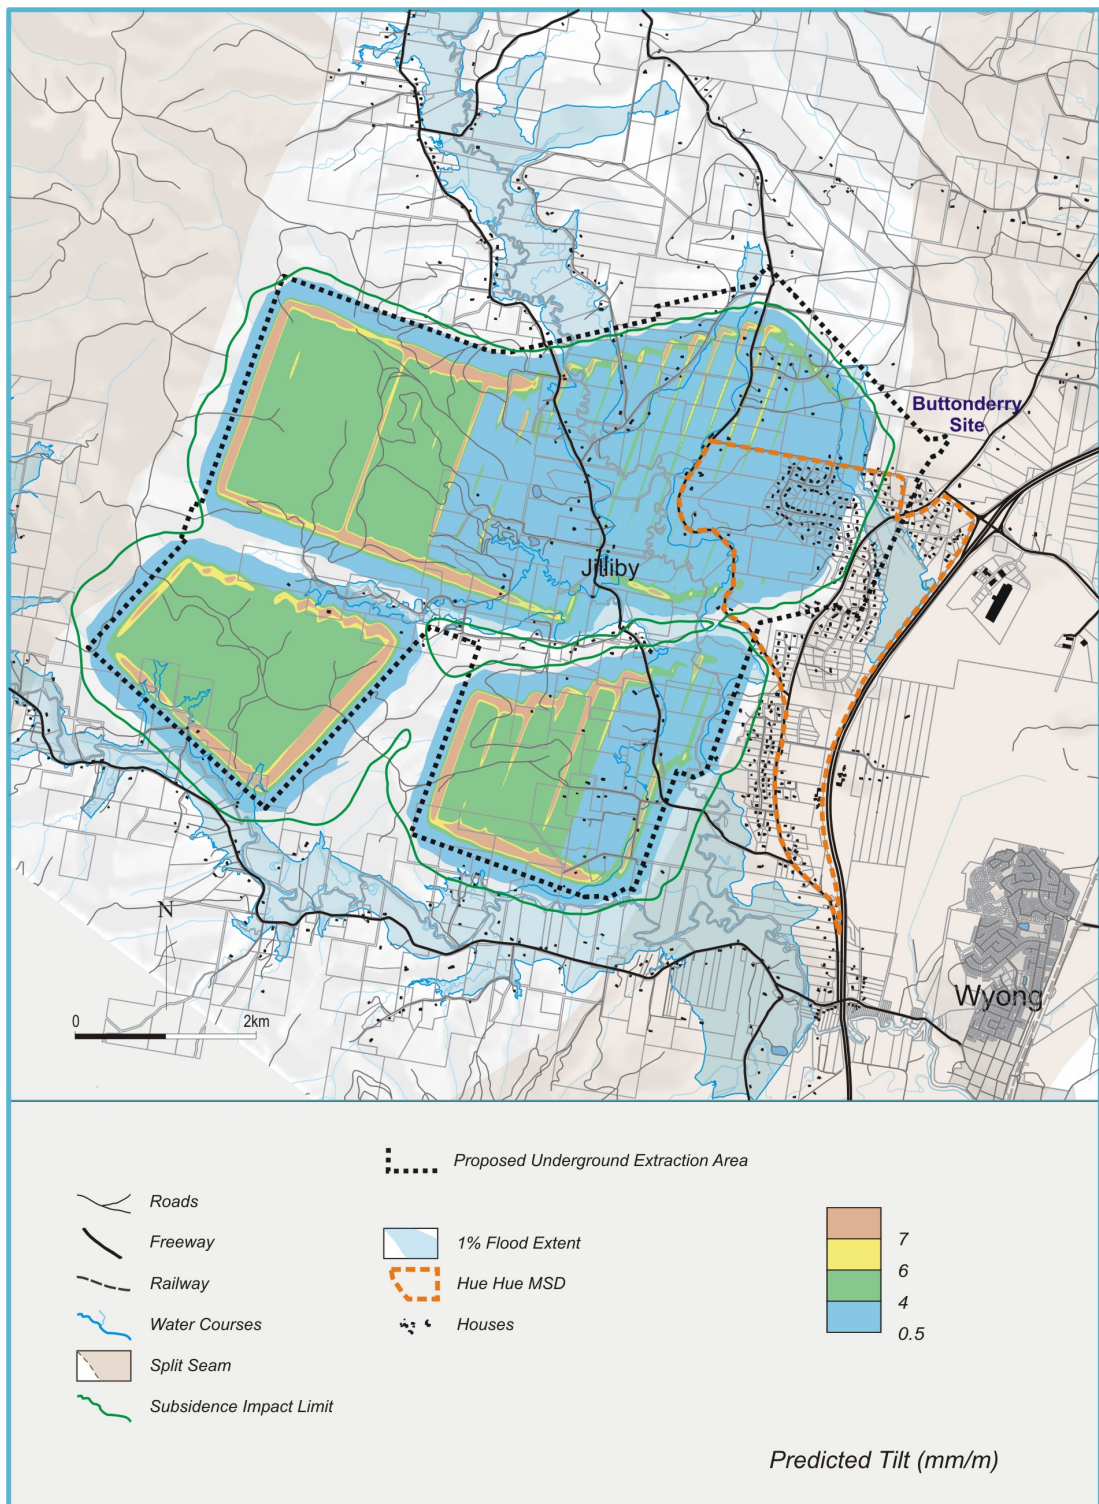 Buttonderry
Site
Jilliby
N
Wyong
0 2km
Proposed Underground Extraction Area
Roads
Freeway
Railway
Water Courses
Split Seam
Subsidence Impact Limit
1% Flood Extent
Hue Hue MSD
Houses
7
6
4
0.5
Predicted Tilt (mm/m)